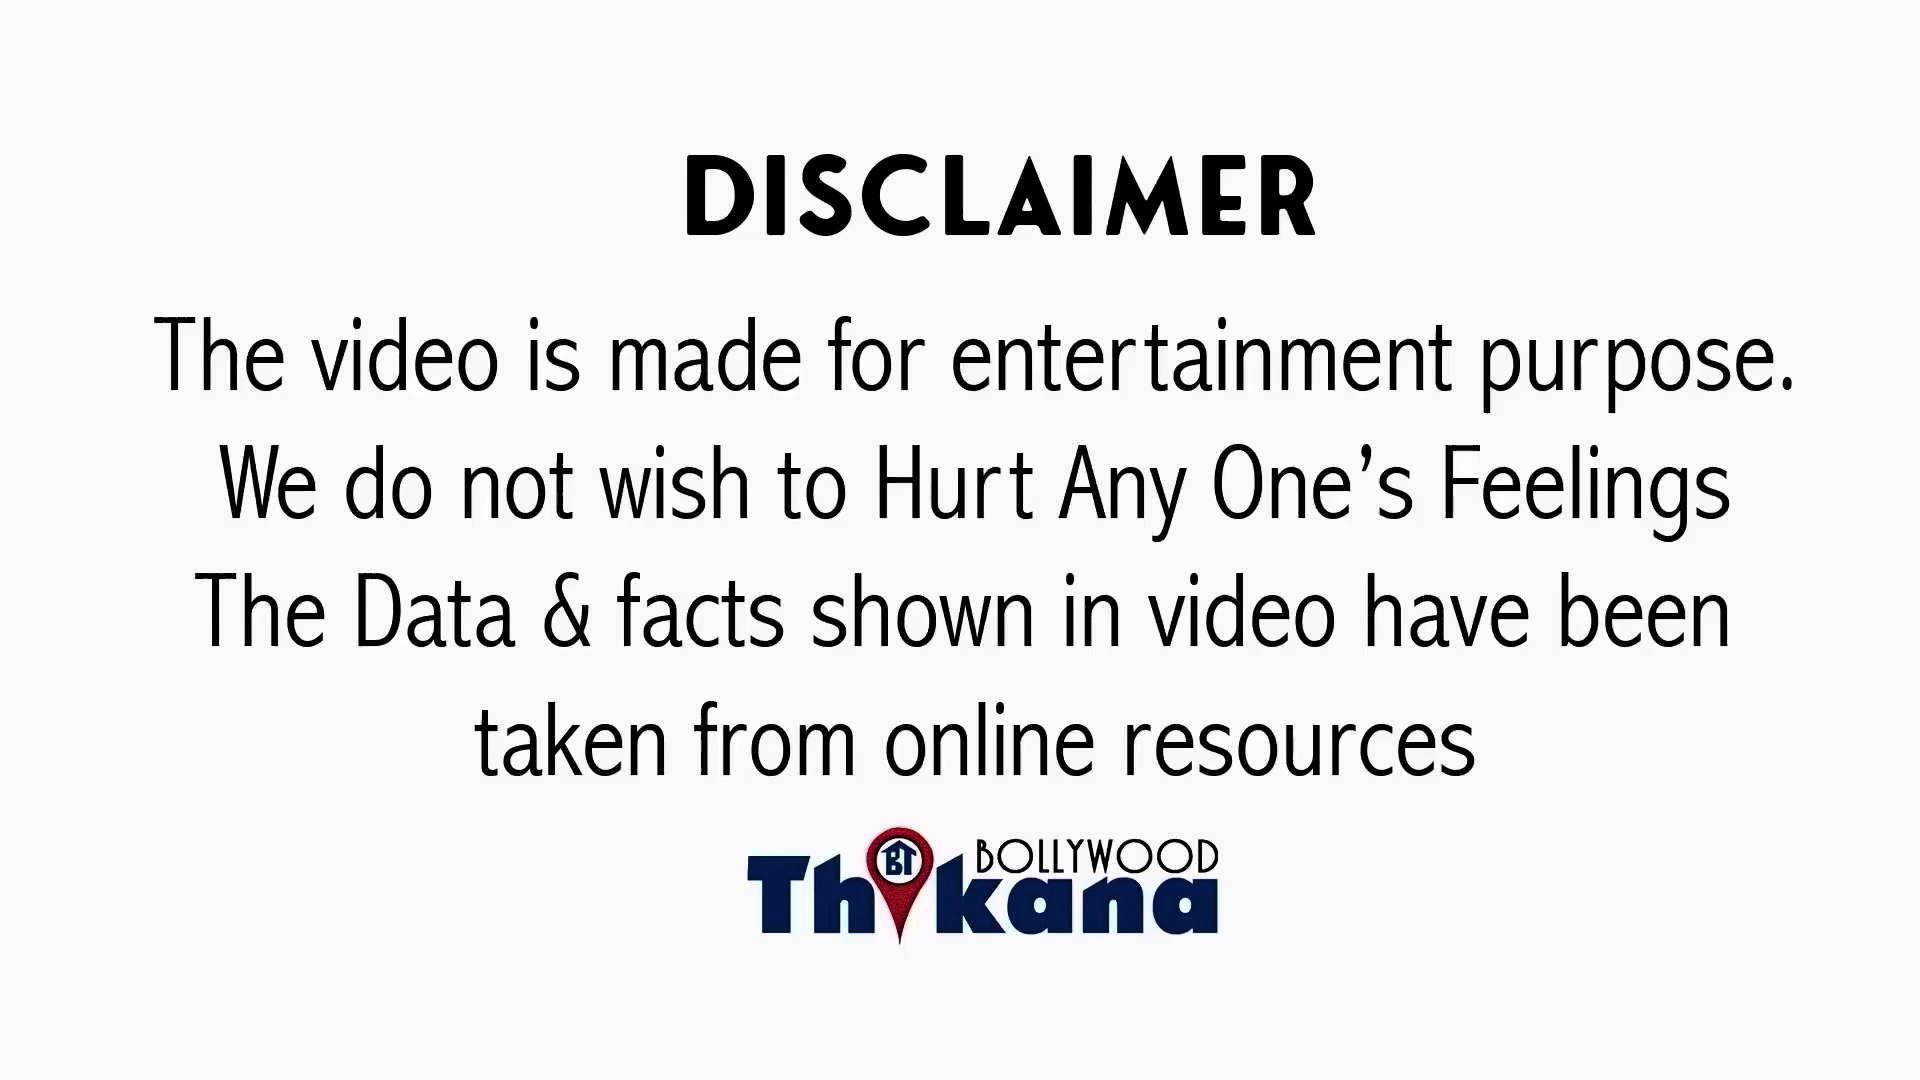 DISCLAIMER
The video is made for entertainment purpose.
We do not wish to Hurt Any One’s Feelings
The Data & facts shown in video have been
taken from online resources
BT
BOLLYWOOD
Thikana